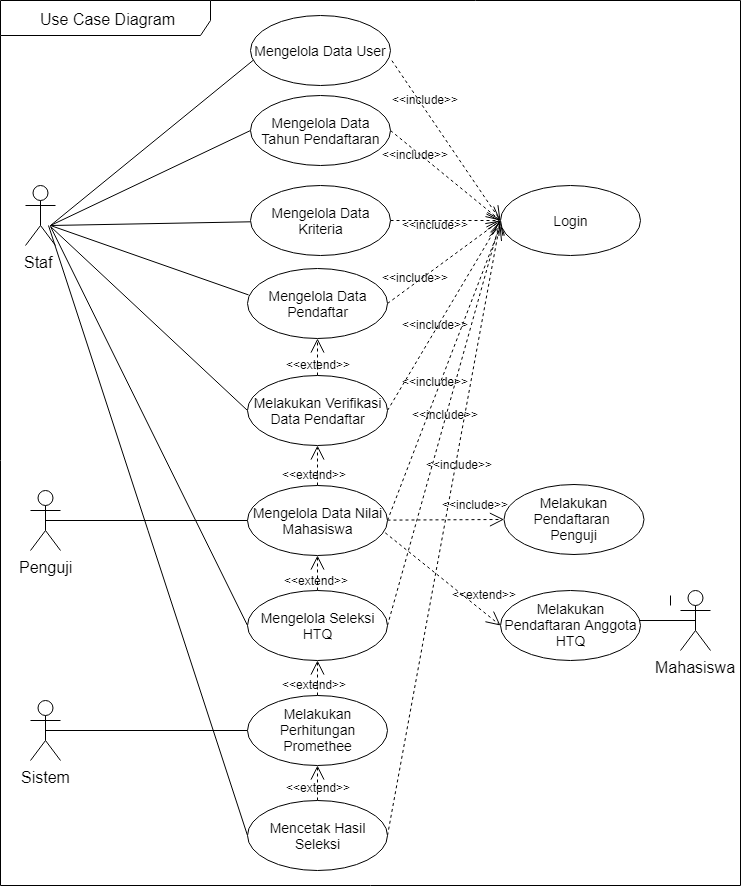 Use Case Diagram
Mengelola Data User
<<include>>
Mengelola Data
Tahun Pendaftaran
<<include>>
Staf
Mengelola Data
Kriteria
<<include>>
Login
Mengelola Data
Pendaftar
<<include>>
<<include>>
<<extend>>
Melakukan Verifikasi
Data Pendaftar
<<include>>
<<include>>
<<extend>>
<<include>>
Penguji
Mengelola Data Nilai
Mahasiswa
<<include>>
Melakukan
Pendaftaran
Penguji
<<extend>>
<<extend>>
Mengelola Seleksi
HTQ
Melakukan
Pendaftaran Anggota
HTQ
Mahasiswa
<<extend>>
Sistem
Melakukan
Perhitungan
Promethee
<<extend>>
Mencetak Hasil
Seleksi